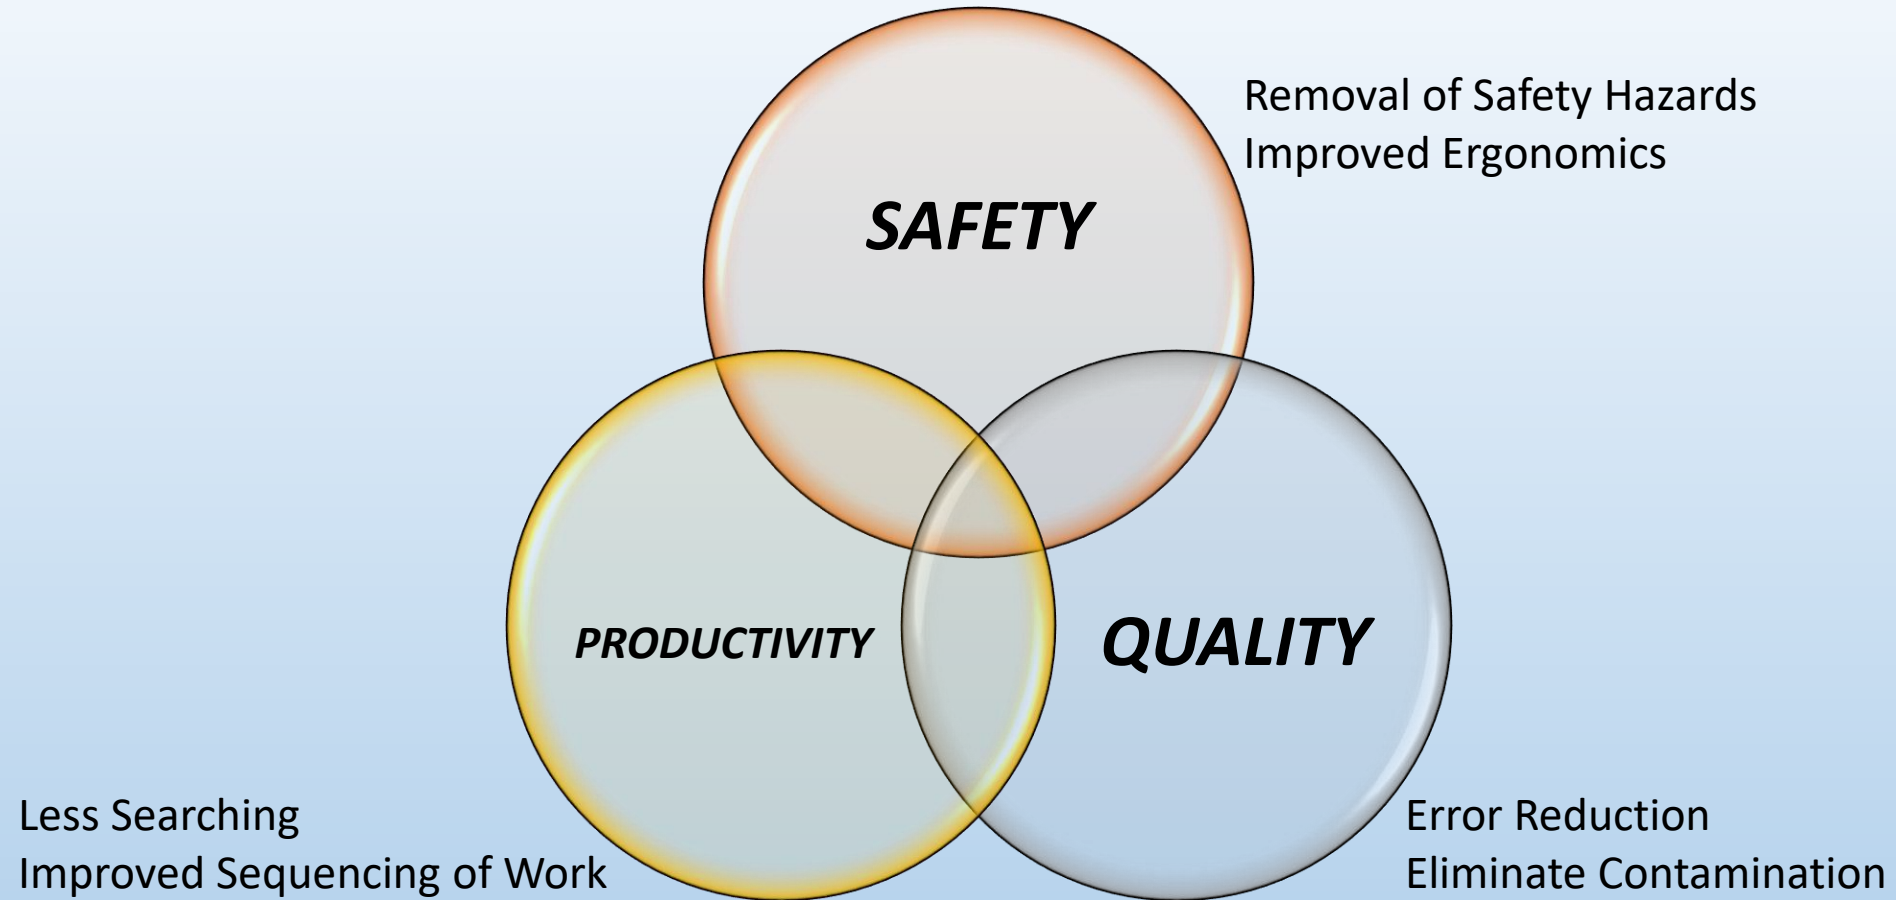 Removal of Safety Hazards
Improved Ergonomics
SAFETY
PRODUCTIVITY
QUALITY
Less Searching
Improved Sequencing of Work
Error Reduction
Eliminate Contamination